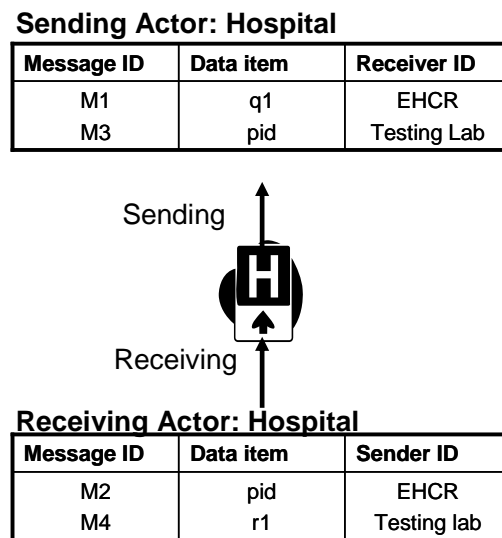 Sending Actor: Hospital
Message ID Data item Receiver ID
M1 q1 EHCR
M3 pid Testing Lab
Sending
H
Receiving
Receiving Actor: Hospital
Message ID Data item Sender ID
M2 pid EHCR
M4 r1 Testing lab